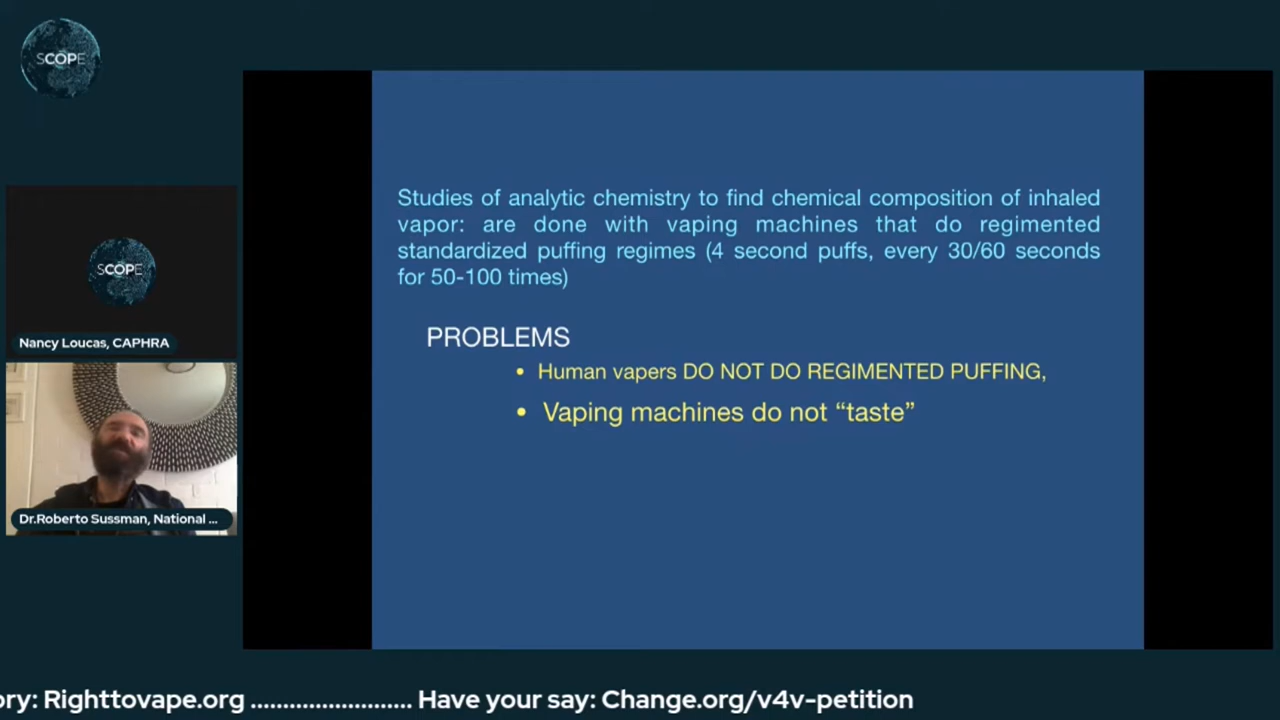 SCOPE
Studies of analytic chemistry to find chemical composition of inhaled
vapor: are done with vaping machines that do regimented
standardized puffing regimes (4 second puffs, every 30/60 seconds
for 50-100 times)
PROBLEMS
• Human vapers DO NOT DO REGIMENTED PUFFING,
• Vaping machines do not “taste”
SCOPE
Nancy Loucas, CAPHRA
Dr.Roberto Sussman, National ...
ory: Righttovape.org ......................... Have your say: Change.org/v4v-petition